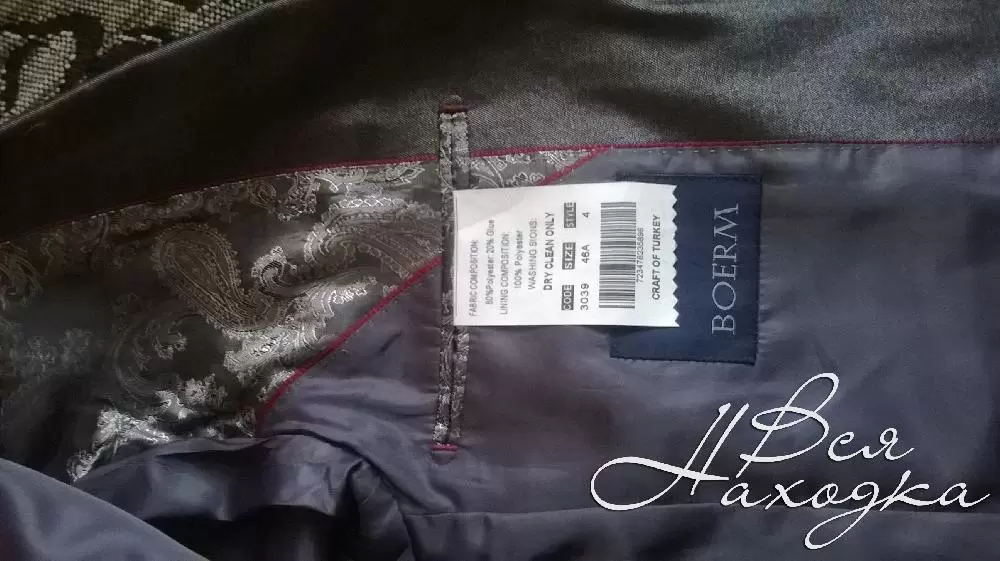 FABRIC COMPOSITION:
80%Polyester 20% Glue
LINING COMPOSITION:
100% Polyester
WASHING SIGNS:
DRY CLEAN ONLY
CODE SIZE STYLE
3039 46A 4
723478235896
CRAFT OF TURKEY
BOERM
Вся
Находка